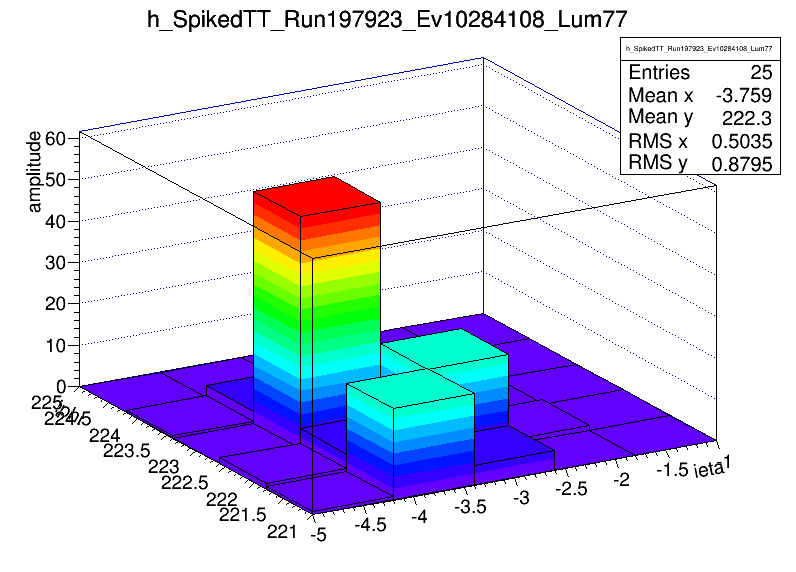 h_SpikedTT_Run197923_Ev10284108_Lum77
h_SpikedTT_Run197923_Ev10284108_Lum77
Entries 25
Mean x -3.759
Mean y 222.3
RMS x 0.5035
RMS y 0.8795
amplitude
60
50
40
30
20
10
0
225
224.5
224
223.5
223
222.5
222
221.5
221
-5
-4.5
-4
-3.5
-3
-2.5
-2
-1.5
ieta